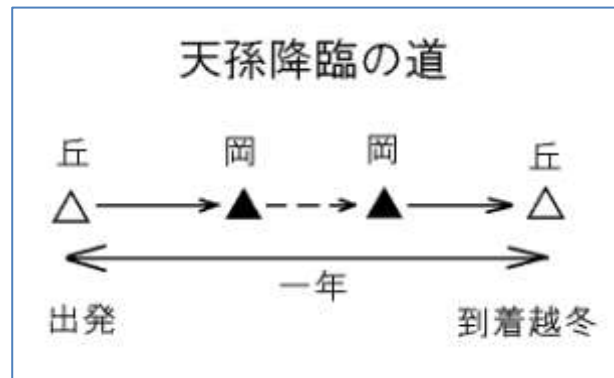 天孫降臨の道
丘 岡 岡 丘
一年
出発 到着越冬